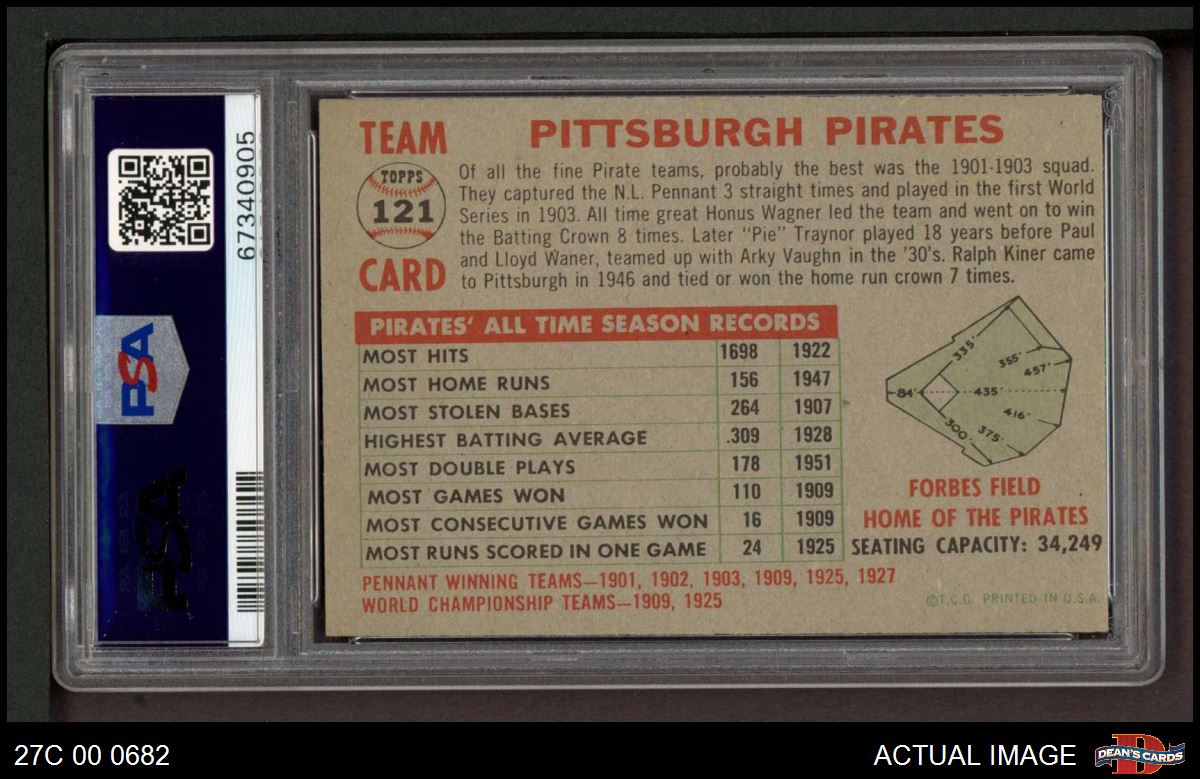 67340905
PSA
PSA
TEAM
TOPPS
121
CARD
PITTSBURGH PIRATES
Of all the fine Pirate teams, probably the best was the 1901-1903 squad.
They captured the N.L. Pennant 3 straight times and played in the first World
Series in 1903. All time great Honus Wagner led the team and went on to win
the Batting Crown 8 times. Later "Pie" Traynor played 18 years before Paul
and Lloyd Waner, teamed up with Arky Vaughn in the '30's. Ralph Kiner came
to Pittsburgh in 1946 and tied or won the home run crown 7 times.
PIRATES' ALL TIME SEASON RECORDS
MOST HITS 1698 1922
MOST HOME RUNS 156 1947
MOST STOLEN BASES 264 1907
HIGHEST BATTING AVERAGE .309 1928
MOST DOUBLE PLAYS 178 1951
MOST GAMES WON 110 1909
MOST CONSECUTIVE GAMES WON 16 1909
MOST RUNS SCORED IN ONE GAME 24 1925
PENNANT WINNING TEAMS—1901, 1902, 1903, 1909, 1925, 1927
WORLD CHAMPIONSHIP TEAMS—1909, 1925
335'
355'
457'
84'
435'
416'
300'
375'
FORBES FIELD
HOME OF THE PIRATES
SEATING CAPACITY: 34,249
©T.C.G. PRINTED IN U.S.A.
27C 00 0682
ACTUAL IMAGE
D
DEAN'S CARDS